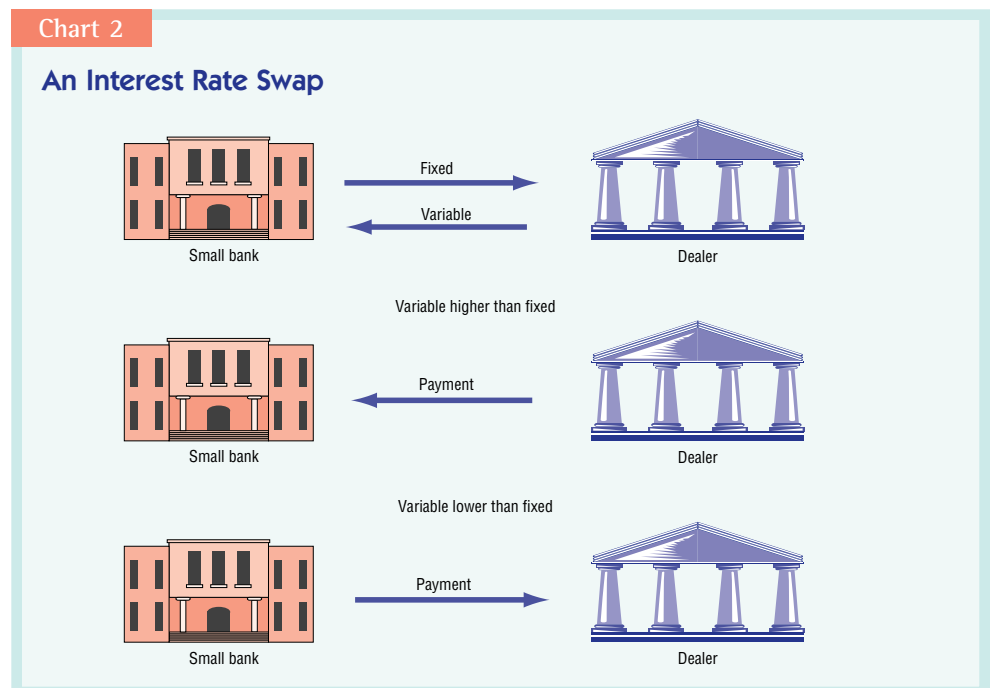 Chart 2
An Interest Rate Swap
Fixed
Variable
Small bank
Dealer
Variable higher than fixed
Payment
Small bank
Dealer
Variable lower than fixed
Payment
Small bank
Dealer